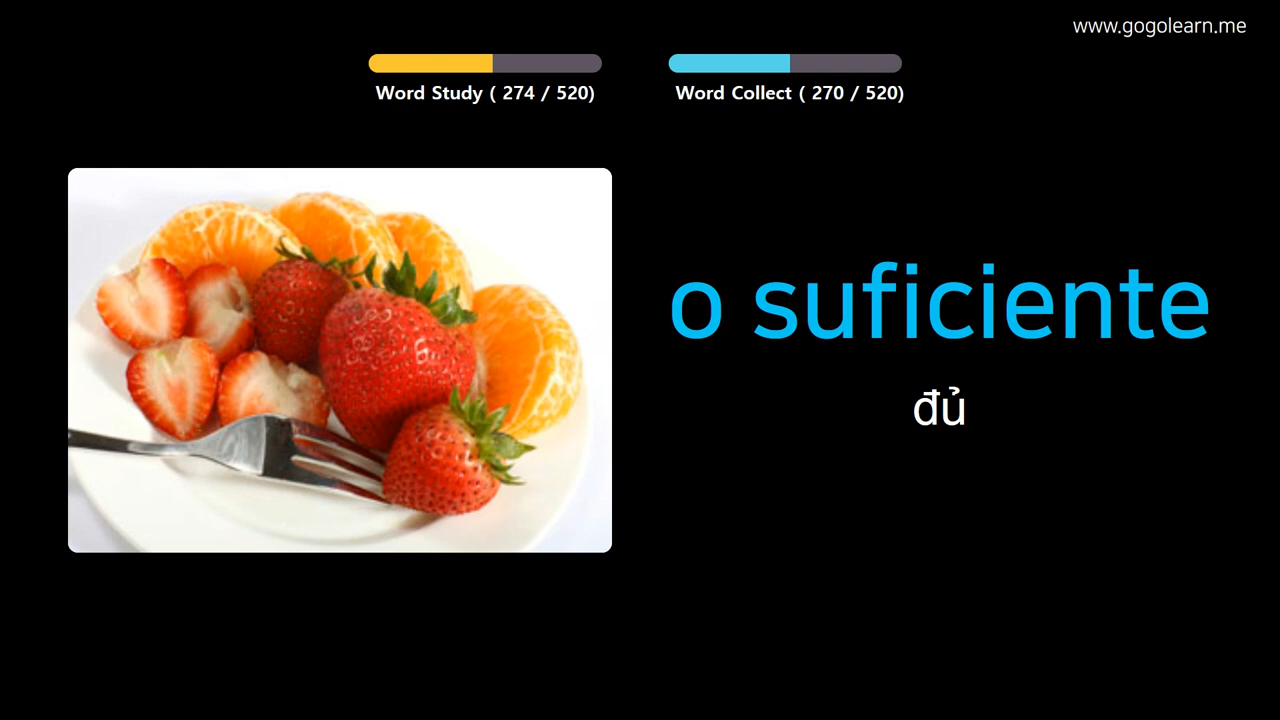 www.gogolearn.me
Word Study ( 274 / 520)
Word Collect ( 270 / 520)
o suficiente
đủ